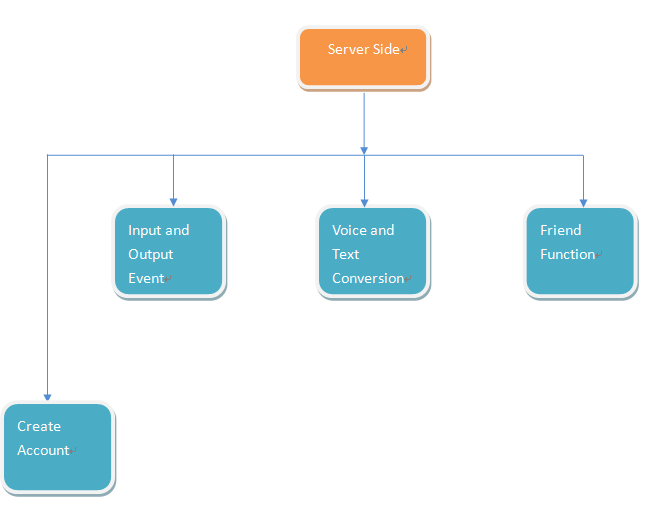 Server Side
Input and
Output
Event
Voice and
Text
Conversion
Friend
Function
Create
Account